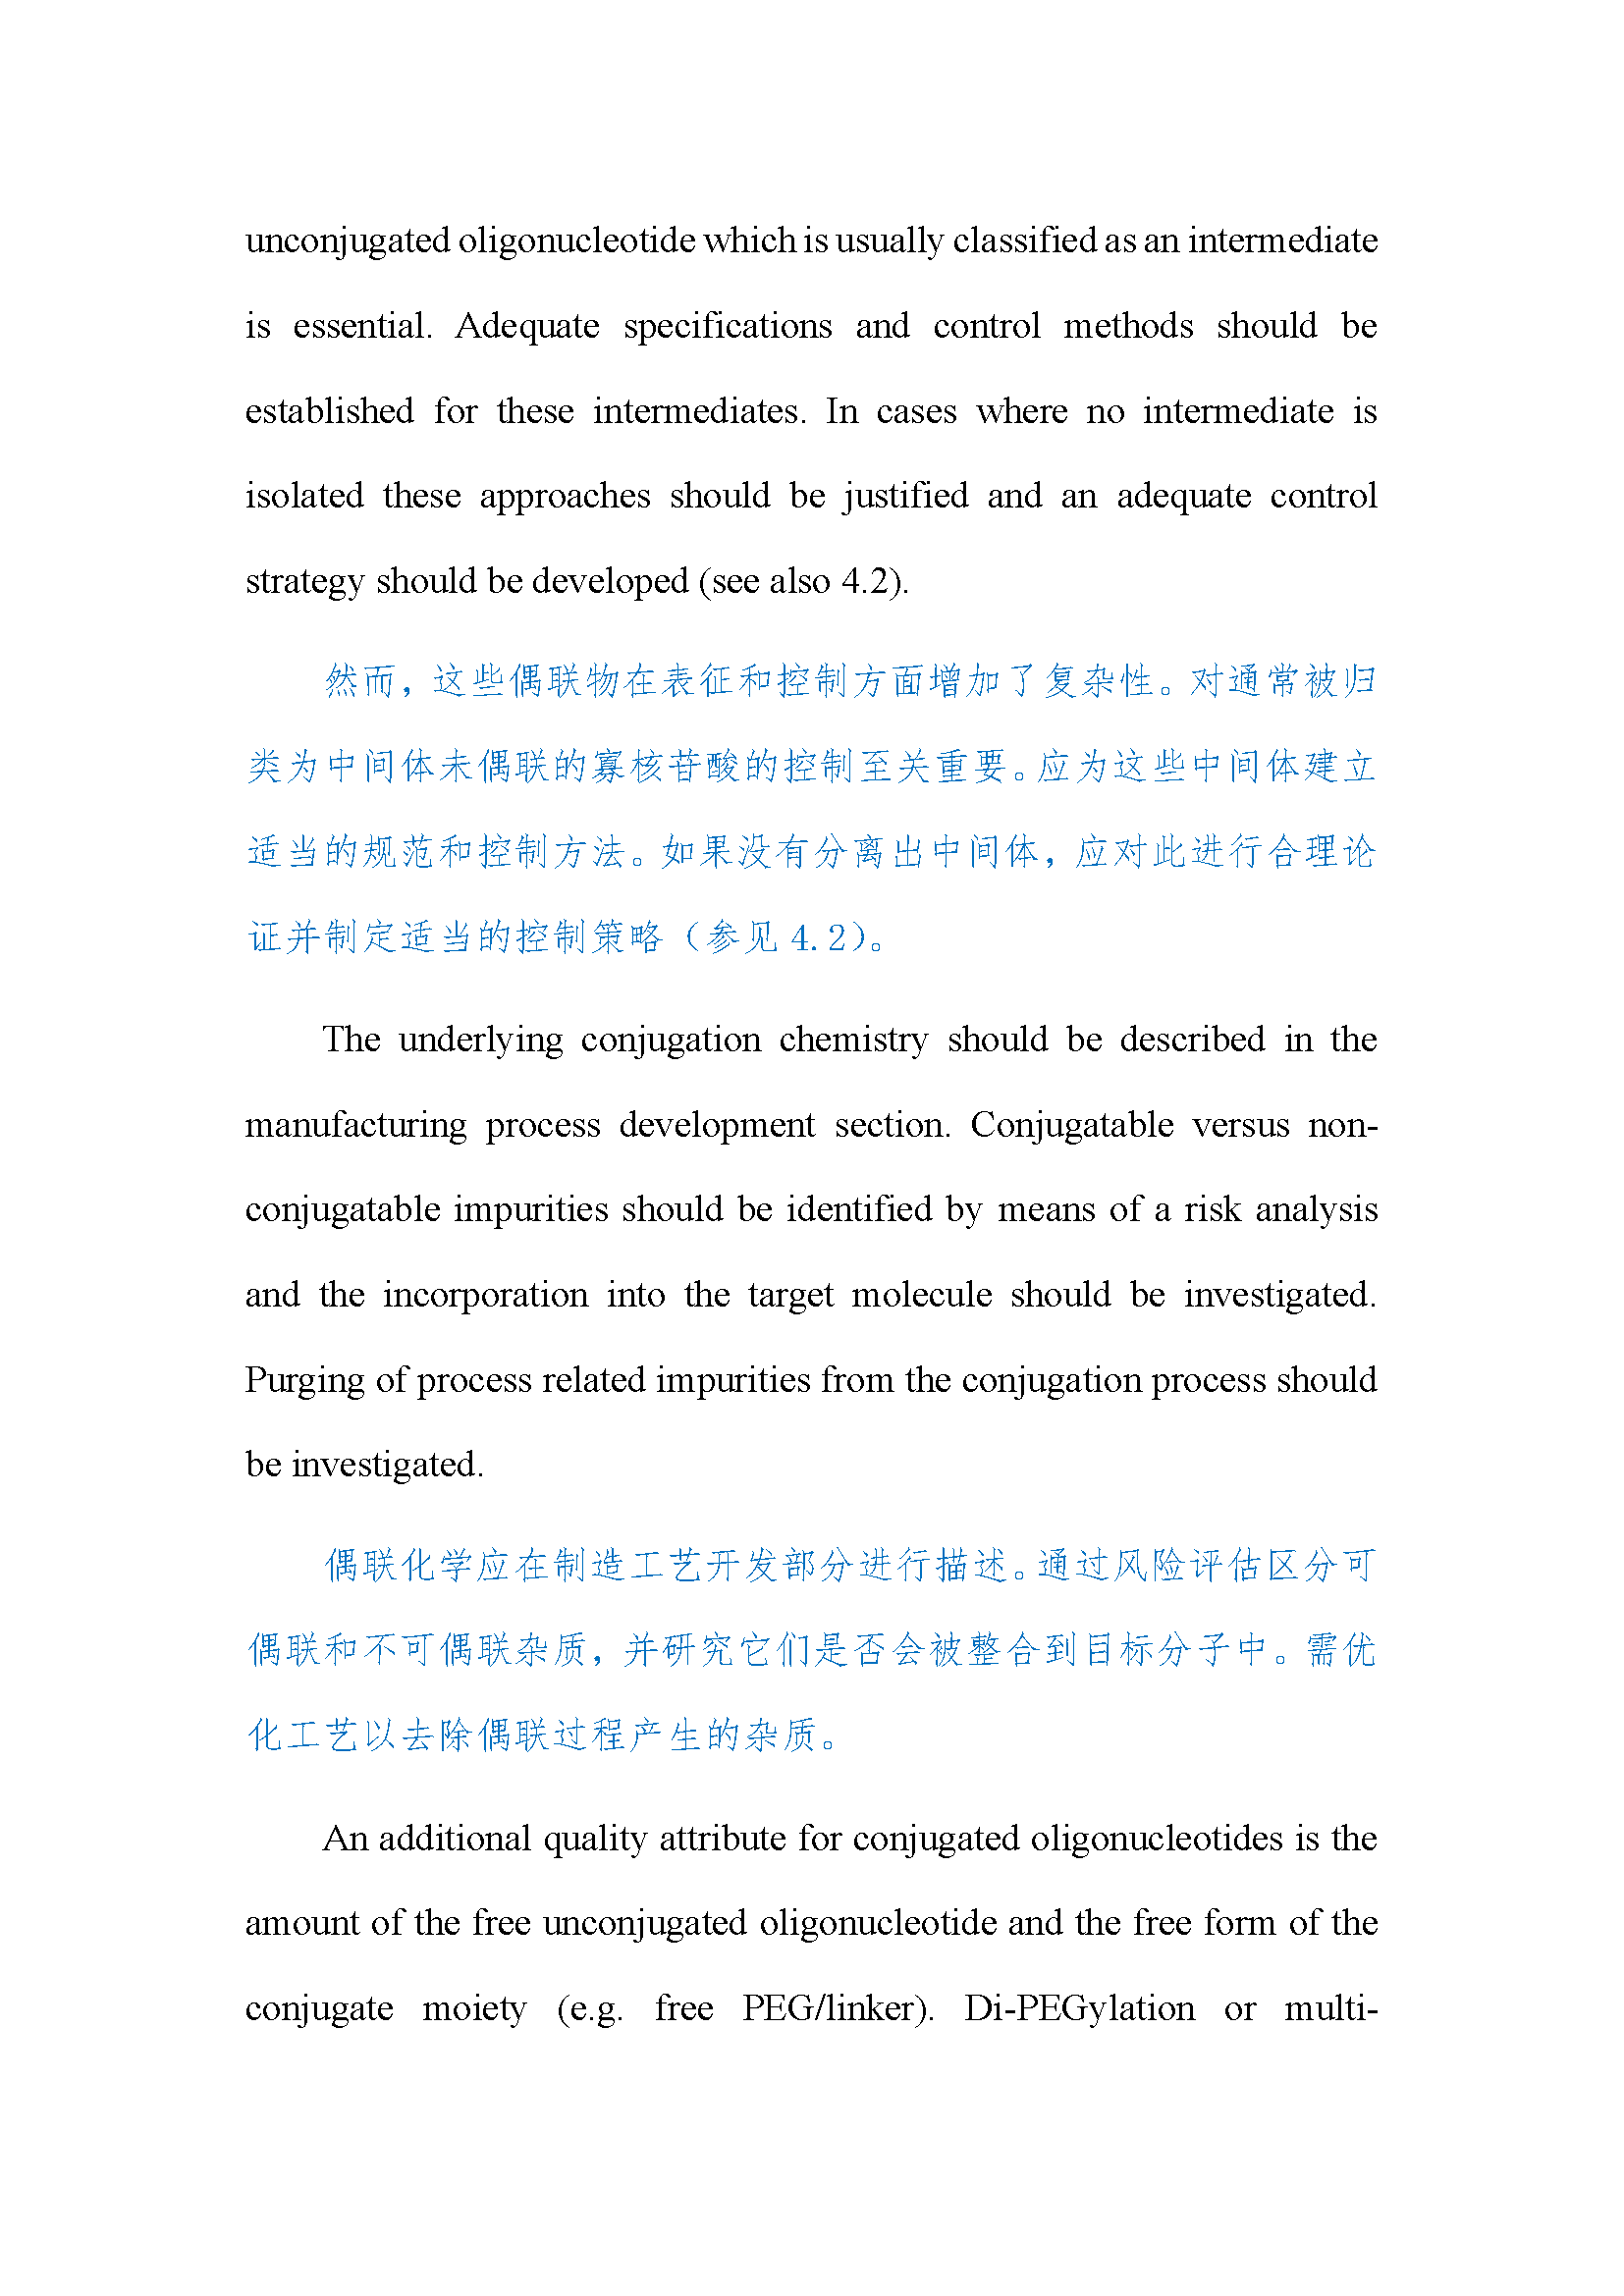 unconjugated oligonucleotide which is usually classified as an intermediate
is essential. Adequate specifications and control methods should be
established for these intermediates. In cases where no intermediate is
isolated these approaches should be justified and an adequate control
strategy should be developed (see also 4.2).
然而，这些偶联物在表征和控制方面增加了复杂性。对通常被归
类为中间体未偶联的寡核苷酸的控制至关重要。应为这些中间体建立
适当的规范和控制方法。如果没有分离出中间体，应对此进行合理论
证并制定适当的控制策略（参见 4.2）。
The underlying conjugation chemistry should be described in the
manufacturing process development section. Conjugatable versus non-
conjugatable impurities should be identified by means of a risk analysis
and the incorporation into the target molecule should be investigated.
Purging of process related impurities from the conjugation process should
be investigated.
偶联化学应在制造工艺开发部分进行描述。通过风险评估区分可
偶联和不可偶联杂质，并研究它们是否会被整合到目标分子中。需优
化工艺以去除偶联过程产生的杂质。
An additional quality attribute for conjugated oligonucleotides is the
amount of the free unconjugated oligonucleotide and the free form of the
conjugate moiety (e.g. free PEG/linker). Di-PEGylation or multi-